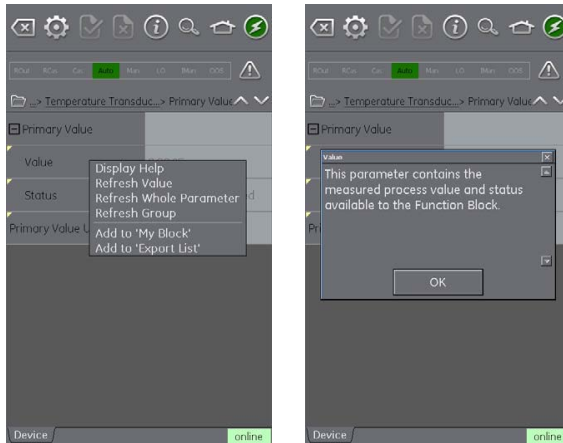 ROut RCas Cas Auto Man LO IMan OOS
...> Temperature Transduc...> Primary Value
Primary Value
Value
Status
Primary Value U
Display Help
Refresh Value
Refresh Whole Parameter
Refresh Group
Add to 'My Block'
Add to 'Export List'
Device
online
ROut RCas Cas Auto Man LO IMan OOS
...> Temperature Transduc...> Primary Value
Primary Value
Value
This parameter contains the
measured process value and status
available to the Function Block.
OK
Pri
Device
online